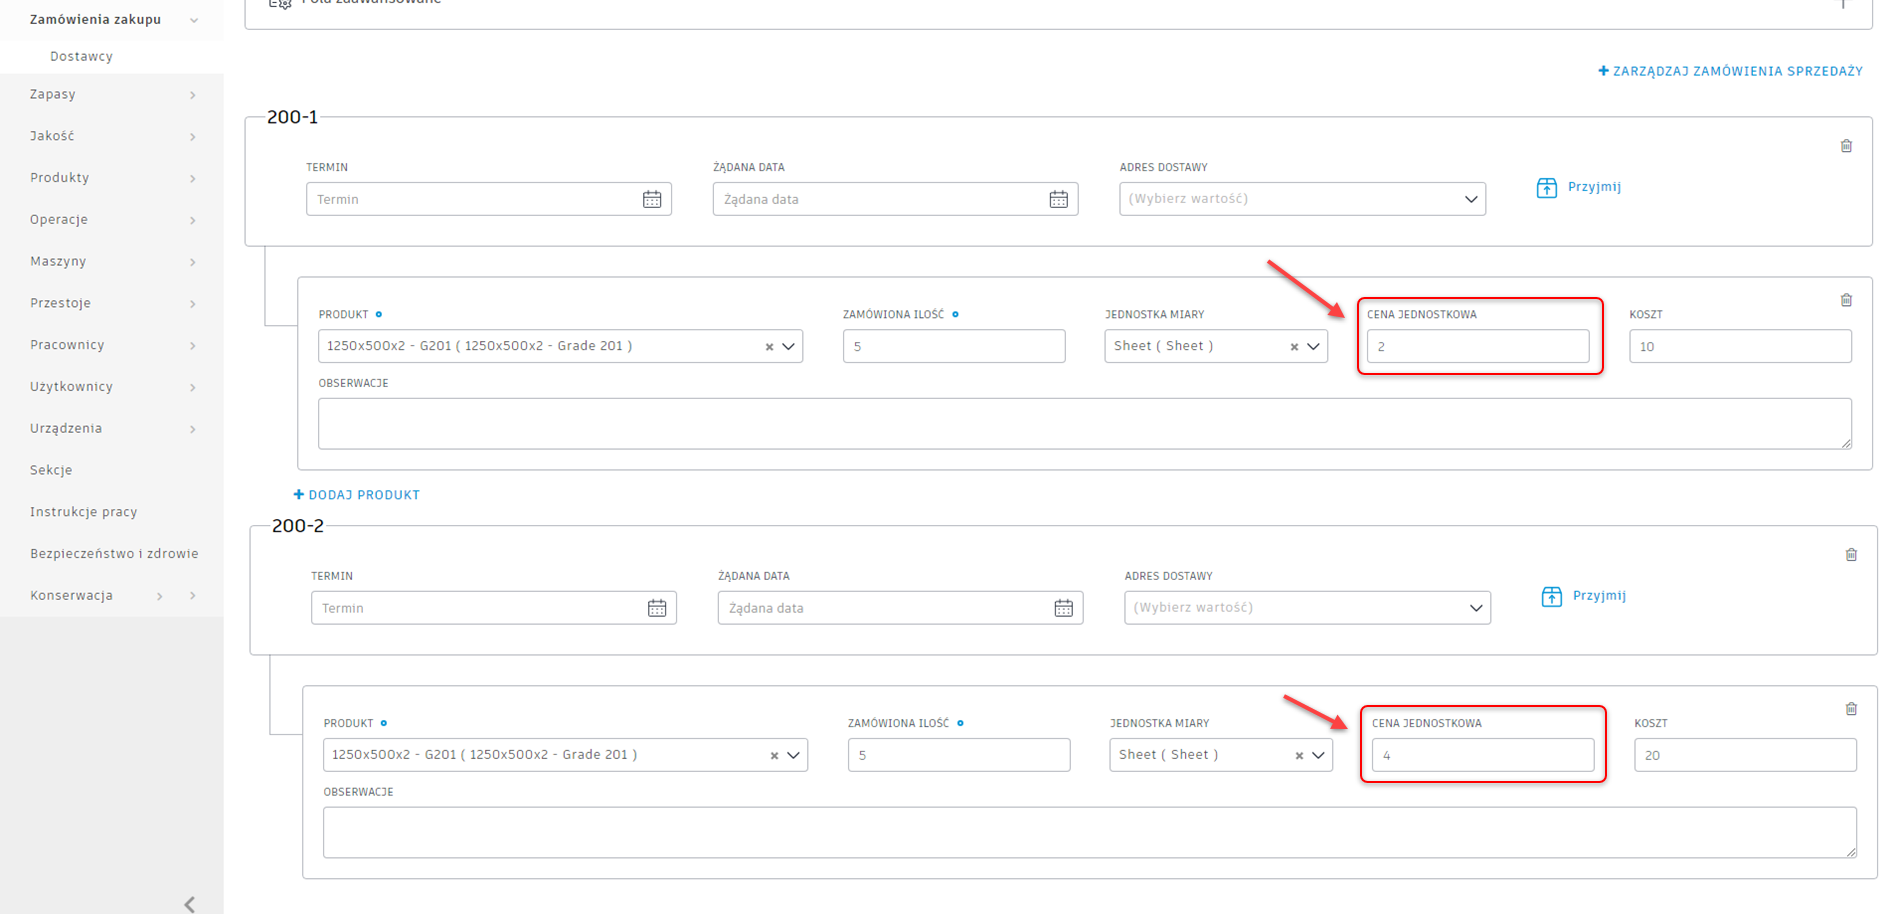 Zamówienia zakupu
Dostawcy
Zapasy
Jakość
Produkty
Operacje
Maszyny
Przestoje
Pracownicy
Użytkownicy
Urządzenia
Sekcje
Instrukcje pracy
Bezpieczeństwo i zdrowie
Konserwacja
Pola zaawansowane
+ ZARZĄDZAJ ZAMÓWIENIA SPRZEDAŻY
200-1
TERMIN ŻĄDANA DATA ADRES DOSTAWY
Termin Żądana data (Wybierz wartość) Przyjmij
PRODUKT ZAMÓWIONA ILOŚĆ JEDNOSTKA MIARY CENA JEDNOSTKOWA KOSZT
1250x500x2 - G201 ( 1250x500x2 - Grade 201 ) 5 Sheet ( Sheet ) 2 10
OBSERWACJE
+ DODAJ PRODUKT
200-2
TERMIN ŻĄDANA DATA ADRES DOSTAWY
Termin Żądana data (Wybierz wartość) Przyjmij
PRODUKT ZAMÓWIONA ILOŚĆ JEDNOSTKA MIARY CENA JEDNOSTKOWA KOSZT
1250x500x2 - G201 ( 1250x500x2 - Grade 201 ) 5 Sheet ( Sheet ) 4 20
OBSERWACJE